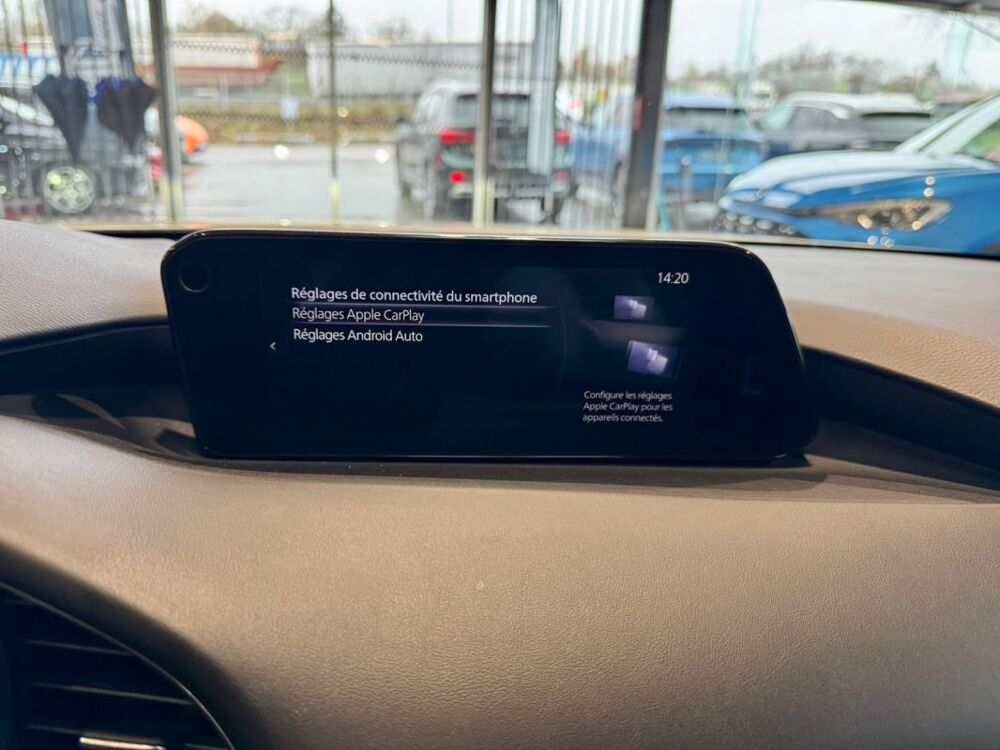 14:20
Réglages de connectivité du smartphone
Réglages Apple CarPlay
Réglages Android Auto
Configure les réglages
Apple CarPlay pour les
appareils connectés.